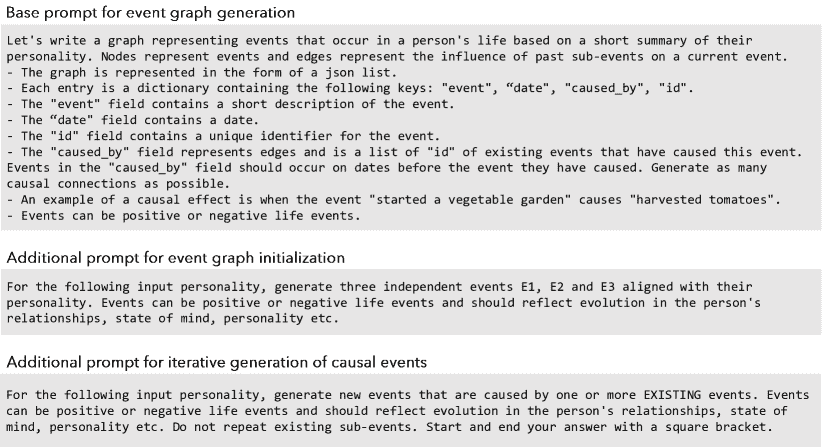 Base prompt for event graph generation
Let's write a graph representing events that occur in a person's life based on a short summary of their
personality. Nodes represent events and edges represent the influence of past sub-events on a current event.
- The graph is represented in the form of a json list.
- Each entry is a dictionary containing the following keys: "event", “date", "caused_by", "id".
- The "event" field contains a short description of the event.
- The “date" field contains a date.
- The "id" field contains a unique identifier for the event.
- The "caused_by" field represents edges and is a list of "id" of existing events that have caused this event.
Events in the "caused_by" field should occur on dates before the event they have caused. Generate as many
causal connections as possible.
- An example of a causal effect is when the event "started a vegetable garden" causes "harvested tomatoes".
- Events can be positive or negative life events.
Additional prompt for event graph initialization
For the following input personality, generate three independent events E1, E2 and E3 aligned with their
personality. Events can be positive or negative life events and should reflect evolution in the person's
relationships, state of mind, personality etc.
Additional prompt for iterative generation of causal events
For the following input personality, generate new events that are caused by one or more EXISTING events. Events
can be positive or negative life events and should reflect evolution in the person's relationships, state of
mind, personality etc. Do not repeat existing sub-events. Start and end your answer with a square bracket.